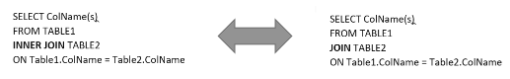 SELECT ColName(s)
FROM TABLE1
INNER JOIN TABLE2
ON Table1.ColName = Table2.ColName
SELECT ColName(s)
FROM TABLE1
JOIN TABLE2
ON Table1.ColName = Table2.ColName